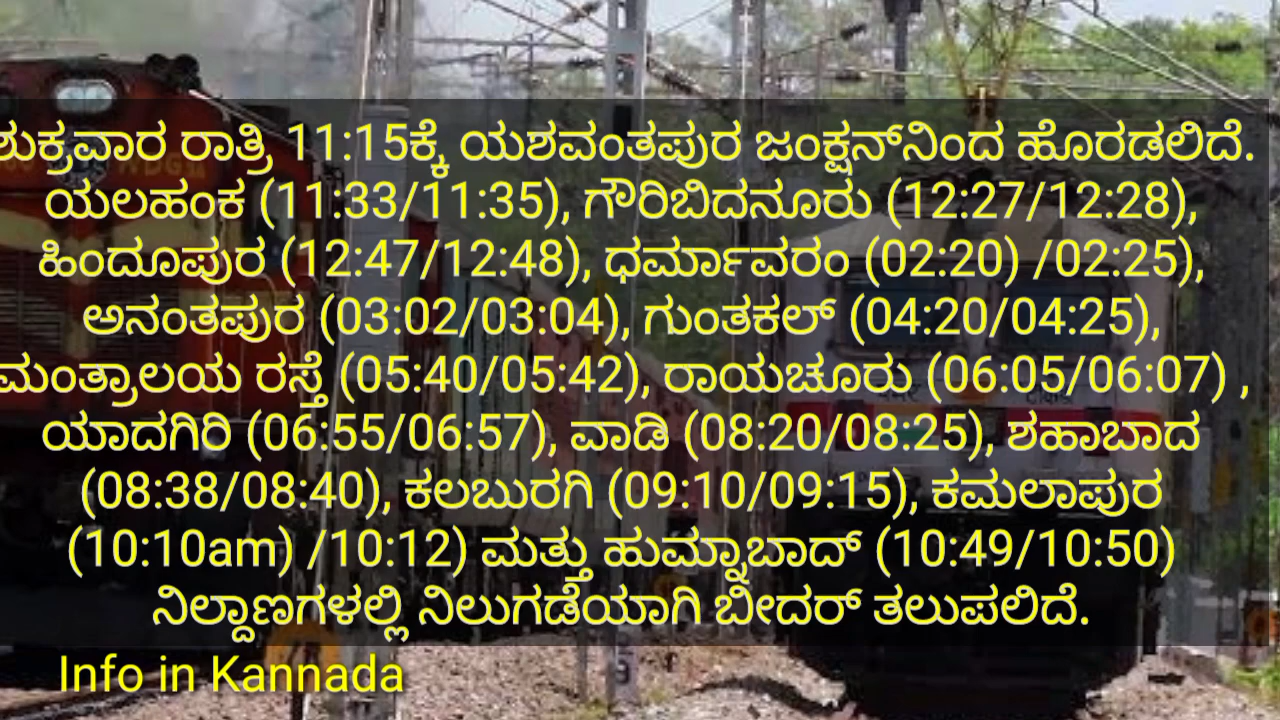 ಶುಕ್ರವಾರ ರಾತ್ರಿ 11:15ಕ್ಕೆ ಯಶವಂತಪುರ ಜಂಕ್ಷನ್‌ನಿಂದ ಹೊರಡಲಿದೆ.
ಯಲಹಂಕ (11:33/11:35), ಗೌರಿಬಿದನೂರು (12:27/12:28),
ಹಿಂದೂಪುರ (12:47/12:48), ಧರ್ಮಾವರಂ (02:20) /02:25),
ಅನಂತಪುರ (03:02/03:04), ಗುಂತಕಲ್ (04:20/04:25),
ಮಂತ್ರಾಲಯ ರಸ್ತೆ (05:40/05:42), ರಾಯಚೂರು (06:05/06:07) ,
ಯಾದಗಿರಿ (06:55/06:57), ವಾಡಿ (08:20/08:25), ಶಹಾಬಾದ
(08:38/08:40), ಕಲಬುರಗಿ (09:10/09:15), ಕಮಲಾಪುರ
(10:10am) /10:12) ಮತ್ತು ಹುಮ್ನಾಬಾದ್ (10:49/10:50)
ನಿಲ್ದಾಣಗಳಲ್ಲಿ ನಿಲುಗಡೆಯಾಗಿ ಬೀದರ್ ತಲುಪಲಿದೆ.
Info in Kannada